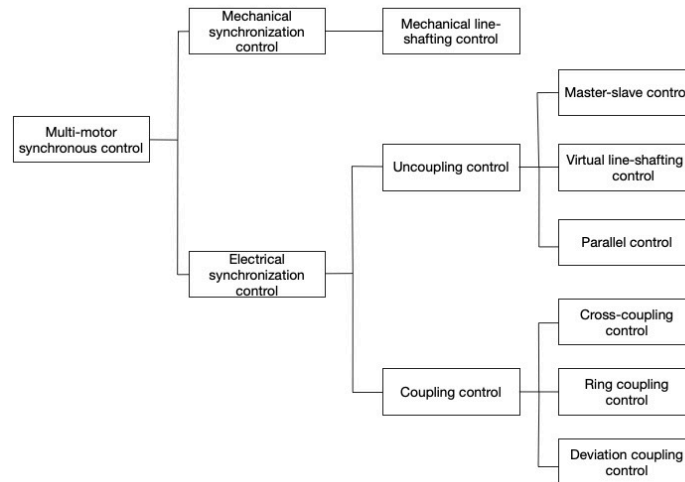 Mechanical
synchronization
control
Mechanical line-
shafting control
Multi-motor
synchronous control
Electrical
synchronization
control
Uncoupling control
Master-slave control
Virtual line-shafting
control
Parallel control
Coupling control
Cross-coupling
control
Ring coupling
control
Deviation coupling
control